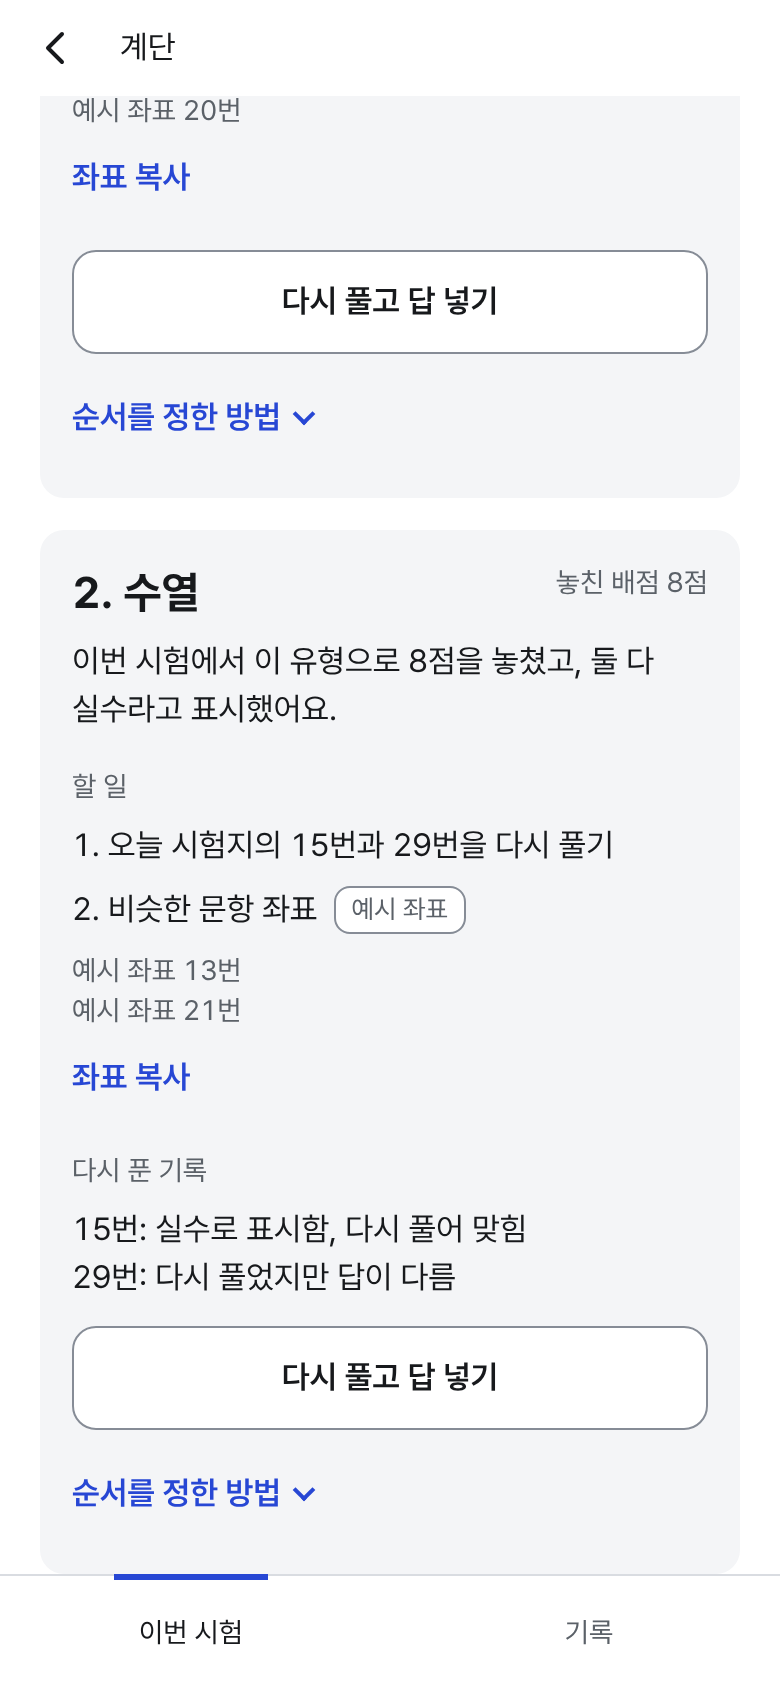 계단
예시 좌표 20번
좌표 복사
다시 풀고 답 넣기
순서를 정한 방법
2. 수열
놓친 배점 8점
이번 시험에서 이 유형으로 8점을 놓쳤고, 둘 다
실수라고 표시했어요.
할 일
1. 오늘 시험지의 15번과 29번을 다시 풀기
2. 비슷한 문항 좌표 예시 좌표
예시 좌표 13번
예시 좌표 21번
좌표 복사
다시 푼 기록
15번: 실수로 표시함, 다시 풀어 맞힘
29번: 다시 풀었지만 답이 다름
다시 풀고 답 넣기
순서를 정한 방법
이번 시험 기록